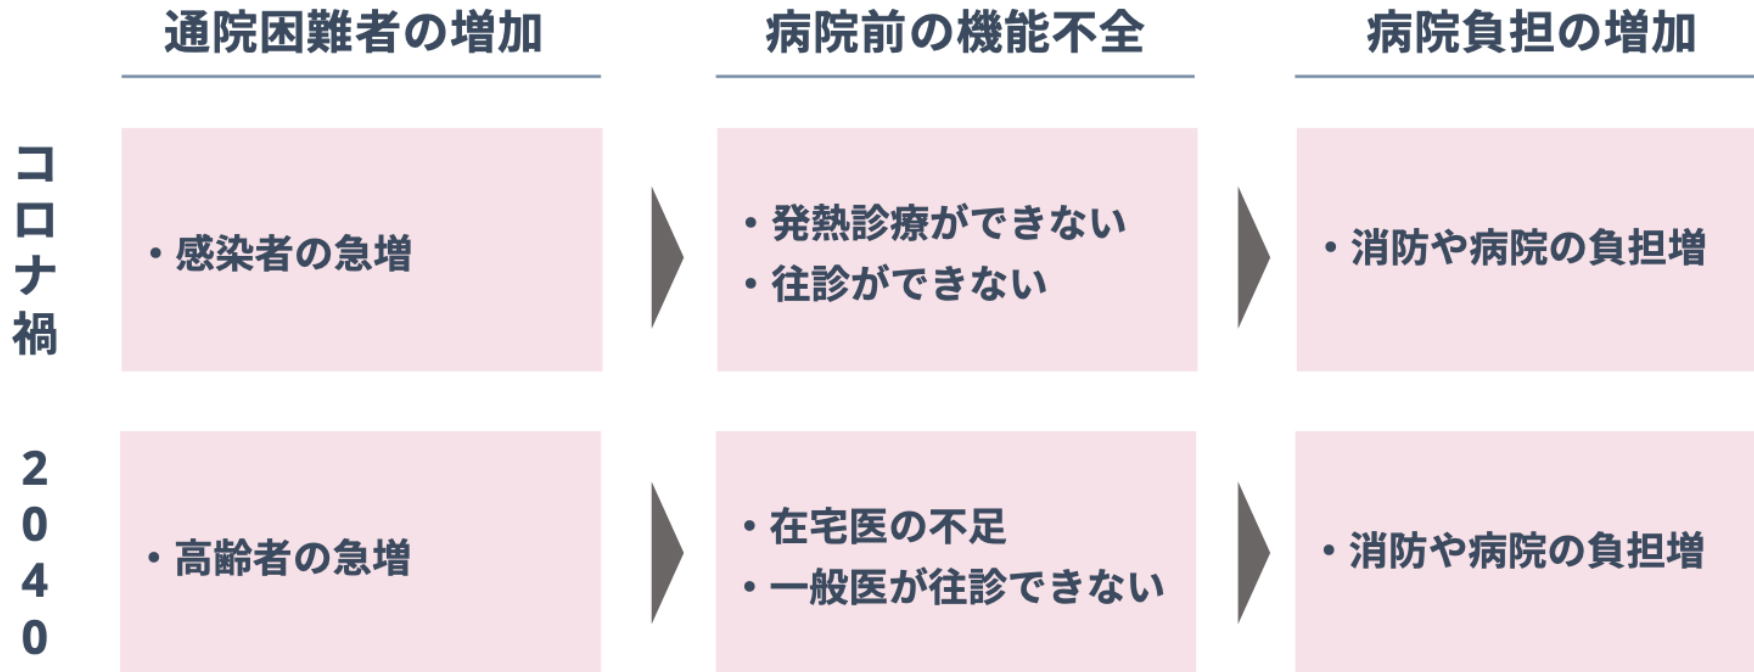 通院困難者の増加
病院前の機能不全
病院負担の増加
コロナ禍
・感染者の急増
・発熱診療ができない
・往診ができない
・消防や病院の負担増
2040
・高齢者の急増
・在宅医の不足
・一般医が往診できない
・消防や病院の負担増